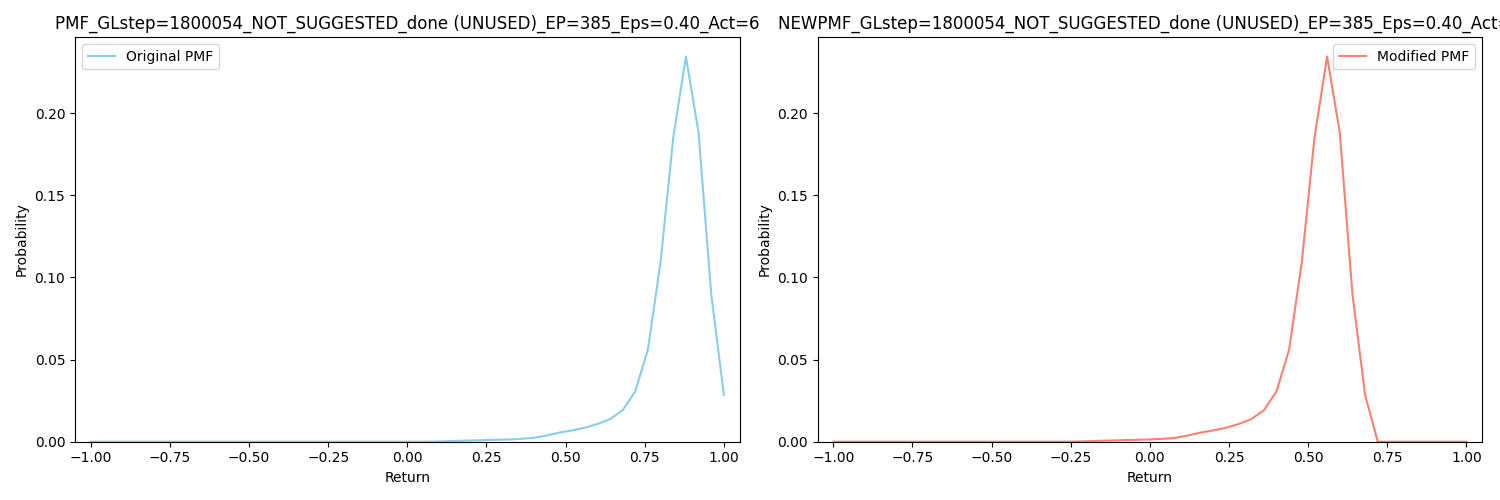 PMF_GLstep=1800054_NOT_SUGGESTED_done (UNUSED)_EP=385_Eps=0.40_Act=6
Original PMF
Probability
0.20
0.15
0.10
0.05
0.00
−1.00 −0.75 −0.50 −0.25 0.00 0.25 0.50 0.75 1.00
Return
NEWPMF_GLstep=1800054_NOT_SUGGESTED_done (UNUSED)_EP=385_Eps=0.40_Act=
Modified PMF
Probability
0.20
0.15
0.10
0.05
0.00
−1.00 −0.75 −0.50 −0.25 0.00 0.25 0.50 0.75 1.00
Return